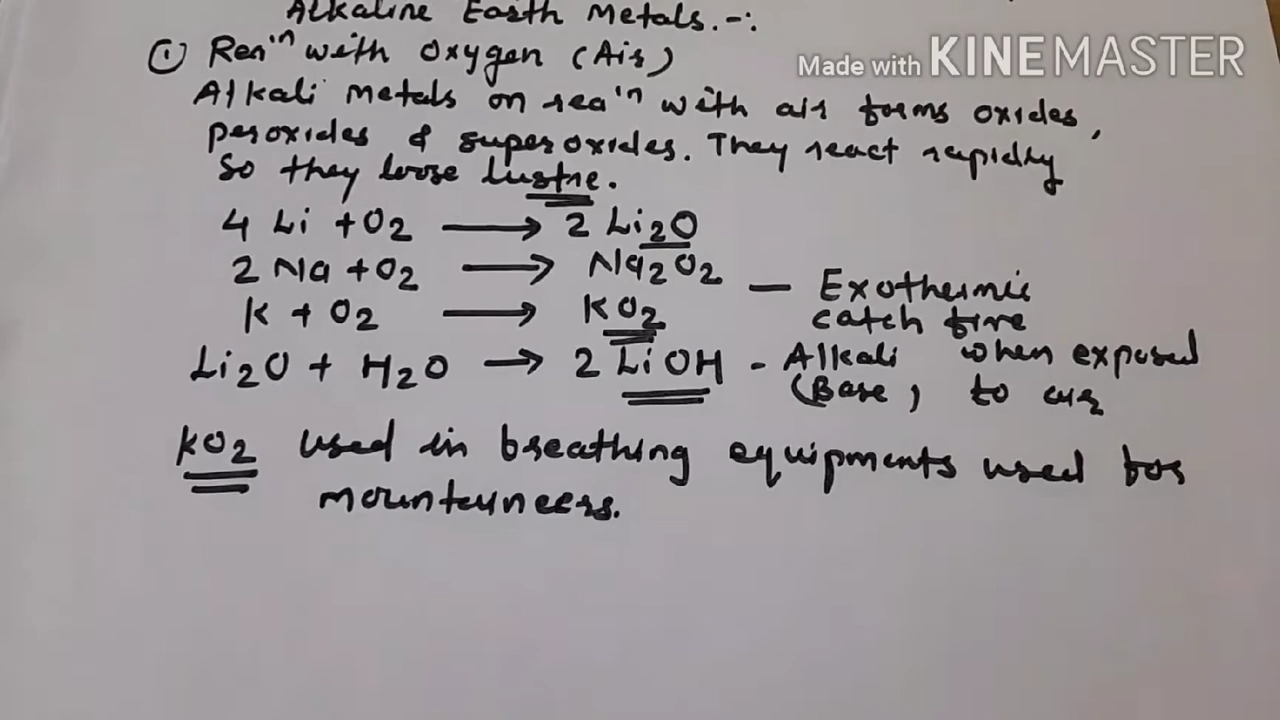 Alkaline Earth Metals. -:
Made with KINEMASTER
① Rea'n with Oxygen (Air)
Alkali Metals on rea'n with air forms oxides,
peroxides & superoxides. They react rapidly
So they loose lustre.
4 Li + O2 → 2 Li2O
2 Na + O2 → Na2O2 — Exothermic
catch fire
K + O2 → KO2
Li2O + H2O → 2 LiOH - Alkali when exposed
(Base) to air
KO2 used in breathing equipments used for
mountauneers.